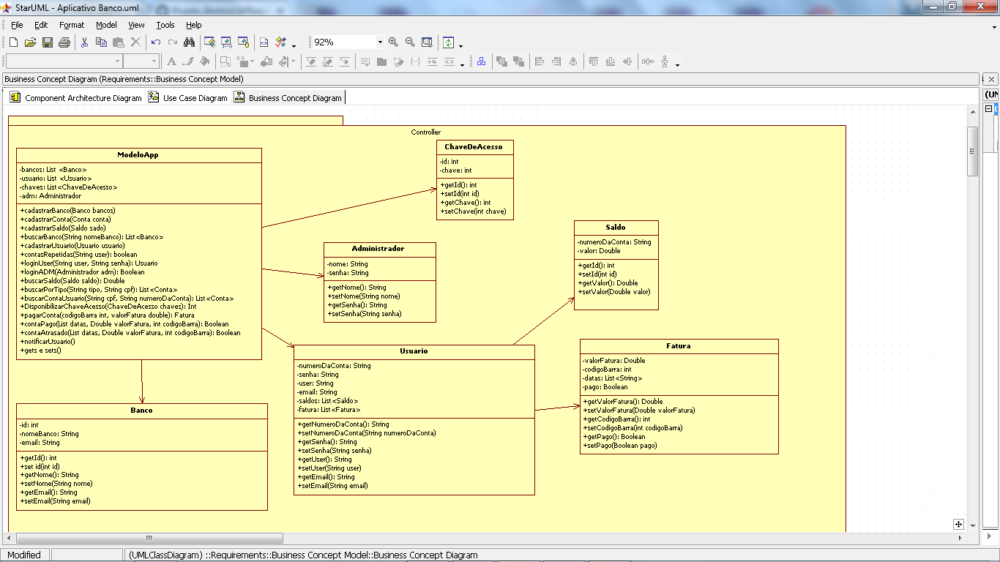 StarUML - Aplicativo Banco.uml
File Edit Format Model View Tools Help
92%
Business Concept Diagram (Requirements::Business Concept Model)
Component Architecture Diagram Use Case Diagram Business Concept Diagram
(UN
Controller
ModeloApp
-bancos: List <Banco>
-usuario: List <Usuario>
-chaves: List<ChaveDeAcesso>
-adm: Administrador
+cadastrarBanco(Banco bancos)
+cadastrarConta(Conta conta)
+cadastrarSaldo(Saldo sado)
+buscarBanco(String nomeBanco): List<Banco>
+cadastrarUsuario(Usuario usuario)
+contasRepetidas(String user): boolean
+loginUser(String user, String senha): Usuario
+loginADM(Administrador adm): Boolean
+buscarSaldo(Saldo saldo): Double
+buscarPorTipo(String tipo, String cpf): List<Conta>
+buscarContaUsuario(String cpf, String numeroDaConta): List<Conta>
+DisponibilizarChaveAcesso(ChaveDeAcesso chaves): Int
+pagarConta(codigoBarra int, valorFatura double): Fatura
+contaPago(List datas, Double valorFatura, int codigoBarra): Boolean
+contaAtrasado(List datas, Double valorFatura, int codigoBarra): Boolean
+notificarUsuario()
+gets e sets()
ChaveDeAcesso
-id: int
-chave: int
+getId(): int
+setId(int id)
+getChave(): int
+setChave(int chave)
Administrador
-nome: String
-senha: String
+getNome(): String
+setNome(String nome)
+getSenha(): String
+setSenha(String senha)
Saldo
-numeroDaConta: String
-valor: Double
+getId(): int
+setId(int id)
+getValor(): Double
+setValor(Double valor)
Usuario
-numeroDaConta: String
-senha: String
-user: String
-email: String
-saldos: List<Saldo>
-fatura: List<Fatura>
+getNumeroDaConta(): String
+setNumeroDaConta(String numeroDaConta)
+getSenha(): String
+setSenha(String senha)
+getUser(): String
+setUser(String user)
+getEmail(): String
+setEmail(String email)
Fatura
-valorFatura: Double
-codigoBarra: int
-datas: List<String>
-pago: Boolean
+getValorFatura(): Double
+setValorFatura(Double valorFatura)
+getCodigoBarra(): int
+setCodigoBarra(int codigoBarra)
+getPago(): Boolean
+setPago(Boolean pago)
Banco
-id: int
-nomeBanco: String
-email: String
+getId(): int
+set id(int id)
+getNome(): String
+setNome(String nome)
+getEmail(): String
+setEmail(String email)
Modified
(UMLClassDiagram) ::Requirements::Business Concept Model::Business Concept Diagram